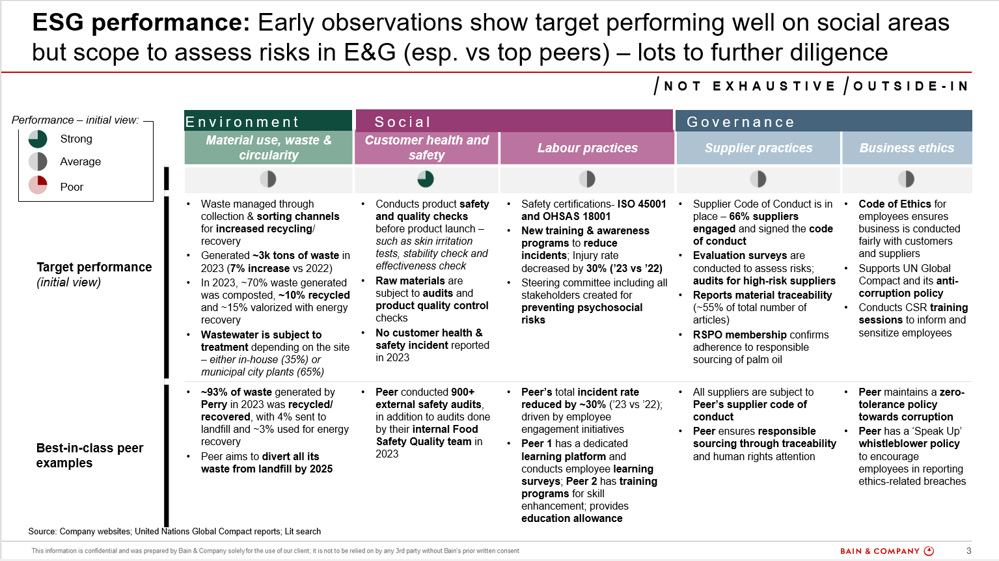 ESG performance: Early observations show target performing well on social areas
but scope to assess risks in E&G (esp. vs top peers) – lots to further diligence
NOT EXHAUSTIVE
OUTSIDE-IN
Performance – initial view:
Strong
Average
Poor
Environment
Social
Governance
Material use, waste &
circularity
Customer health and
safety
Labour practices
Supplier practices
Business ethics
Target performance
(initial view)
• Waste managed through
collection & sorting channels
for increased recycling/
recovery
• Generated ~3k tons of waste in
2023 (7% increase vs 2022)
• In 2023, ~70% waste generated
was composted, ~10% recycled
and ~15% valorized with energy
recovery
• Wastewater is subject to
treatment depending on the site
– either in-house (35%) or
municipal city plants (65%)
• Conducts product safety
and quality checks
before product launch –
such as skin irritation
tests, stability check and
effectiveness check
• Raw materials are
subject to audits and
product quality control
checks
• No customer health &
safety incident reported
in 2023
• Safety certifications- ISO 45001
and OHSAS 18001
• New training & awareness
programs to reduce
incidents; Injury rate
decreased by 30% (’23 vs ’22)
• Steering committee including all
stakeholders created for
preventing psychosocial
risks
• Supplier Code of Conduct is in
place – 66% suppliers
engaged and signed the code
of conduct
• Evaluation surveys are
conducted to assess risks;
audits for high-risk suppliers
• Reports material traceability
(~55% of total number of
articles)
• RSPO membership confirms
adherence to responsible
sourcing of palm oil
• Code of Ethics for
employees ensures
business is conducted
fairly with customers
and suppliers
• Supports UN Global
Compact and its anti-
corruption policy
• Conducts CSR training
sessions to inform and
sensitize employees
Best-in-class peer
examples
• ~93% of waste generated by
Perry in 2023 was recycled/
recovered, with 4% sent to
landfill and ~3% used for energy
recovery
• Peer aims to divert all its
waste from landfill by 2025
• Peer conducted 900+
external safety audits,
in addition to audits done
by their internal Food
Safety Quality team in
2023
• Peer’s total incident rate
reduced by ~30% (’23 vs ’22);
driven by employee
engagement initiatives
• Peer 1 has a dedicated
learning platform and
conducts employee learning
surveys; Peer 2 has training
programs for skill
enhancement; provides
education allowance
• All suppliers are subject to
Peer’s supplier code of
conduct
• Peer ensures responsible
sourcing through traceability
and human rights attention
• Peer maintains a zero-
tolerance policy
towards corruption
• Peer has a ‘Speak Up’
whistleblower policy
to encourage
employees in reporting
ethics-related breaches
Source: Company websites; United Nations Global Compact reports; Lit search
This information is confidential and was prepared by Bain & Company solely for the use of our client; it is not to be relied on by any 3rd party without Bain's prior written consent
BAIN & COMPANY
3